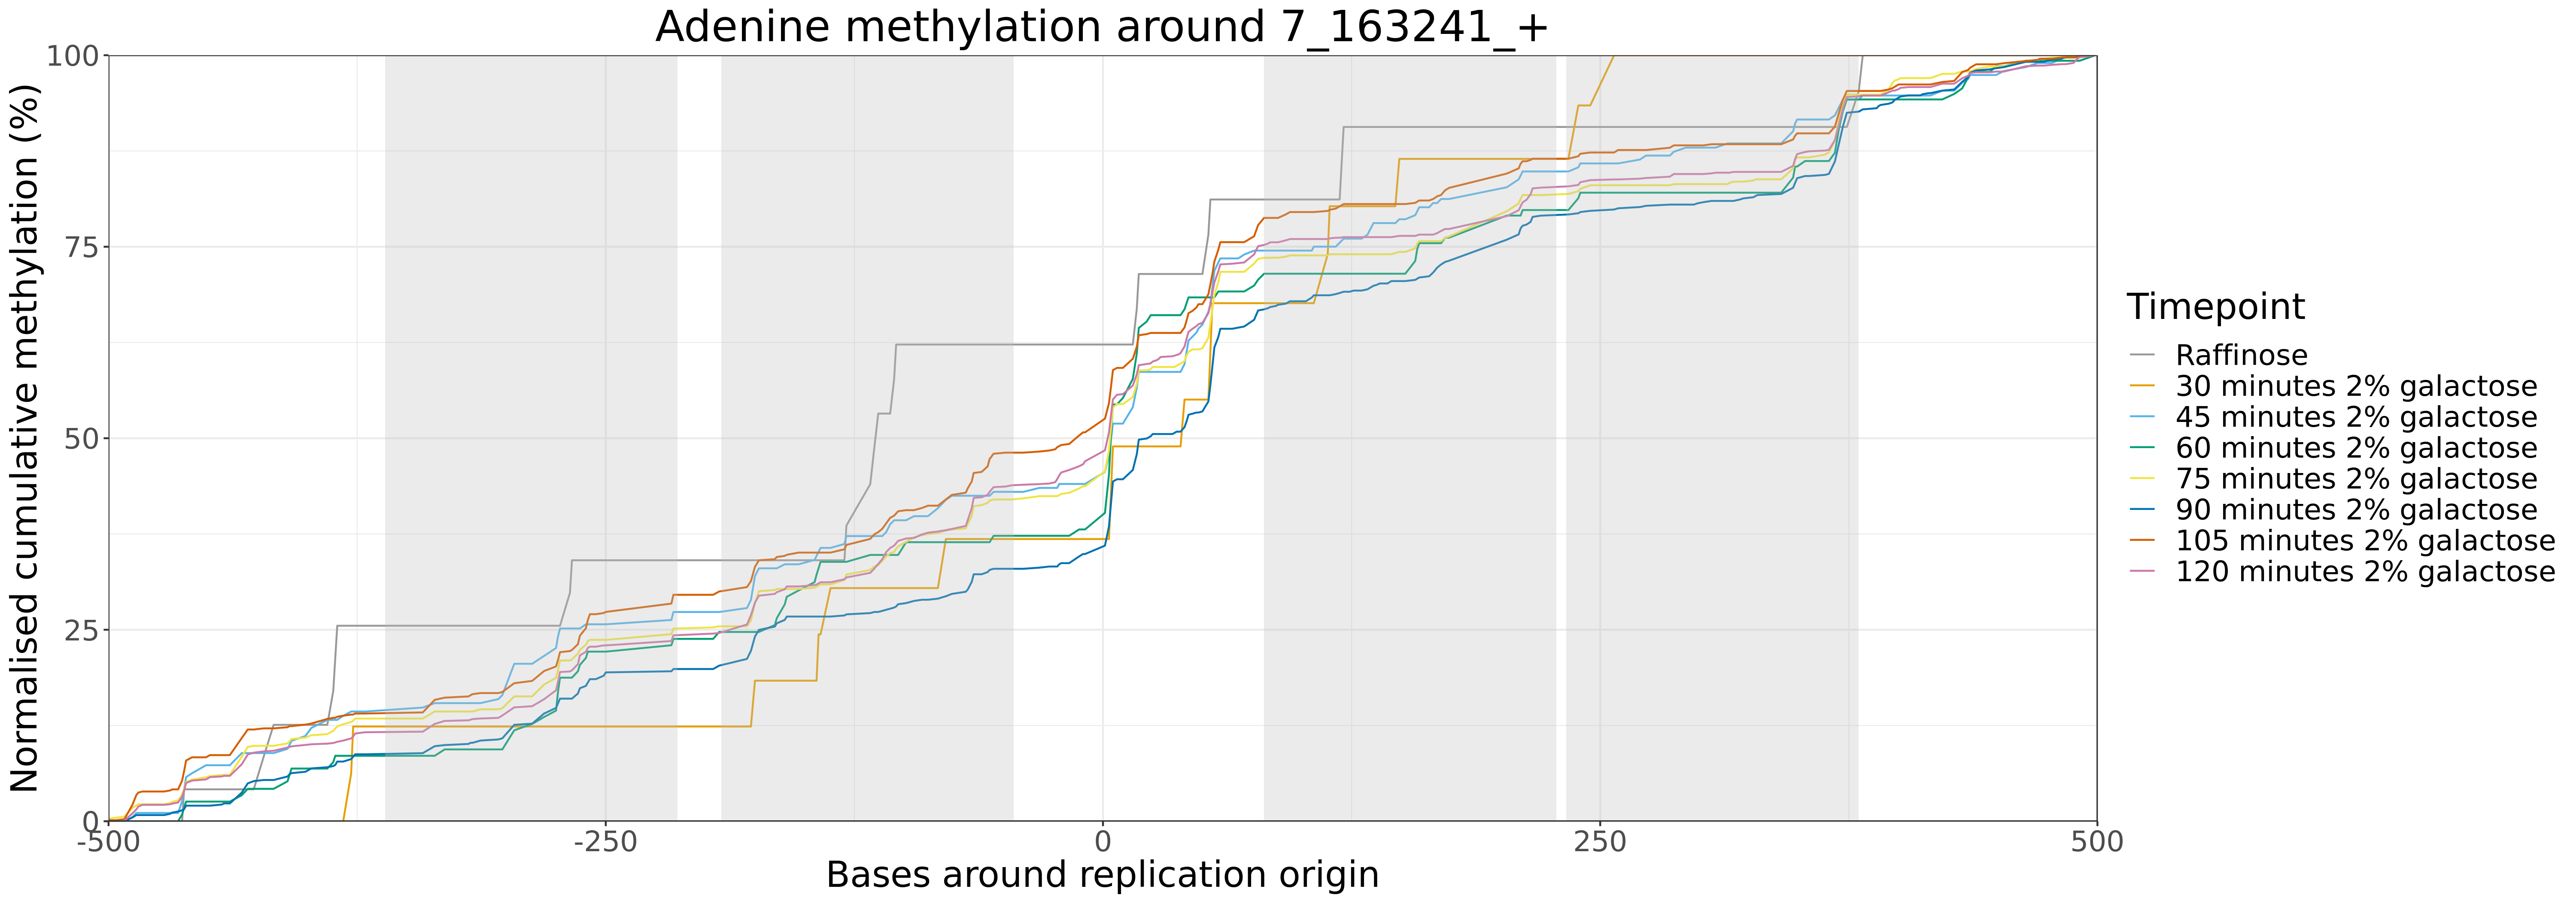 Adenine methylation around 7_163241_+
Normalised cumulative methylation (%)
100
75
50
25
0
-500
-250
0
250
500
Bases around replication origin
Timepoint
Raffinose
30 minutes 2% galactose
45 minutes 2% galactose
60 minutes 2% galactose
75 minutes 2% galactose
90 minutes 2% galactose
105 minutes 2% galactose
120 minutes 2% galactose